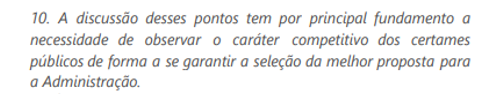 10. A discussão desses pontos tem por principal fundamento a
necessidade de observar o caráter competitivo dos certames
públicos de forma a se garantir a seleção da melhor proposta para
a Administração.